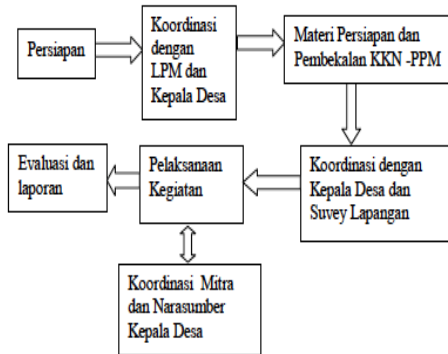 Persiapan
Koordinasi
dengan
LPM dan
Kepala Desa
Materi Persiapan dan
Pembekalan KKN -PPM
Evaluasi dan
laporan
Pelaksanaan
Kegiatan
Koordinasi dengan
Kepala Desa dan
Suvey Lapangan
Koordinasi Mitra
dan Narasumber
Kepala Desa